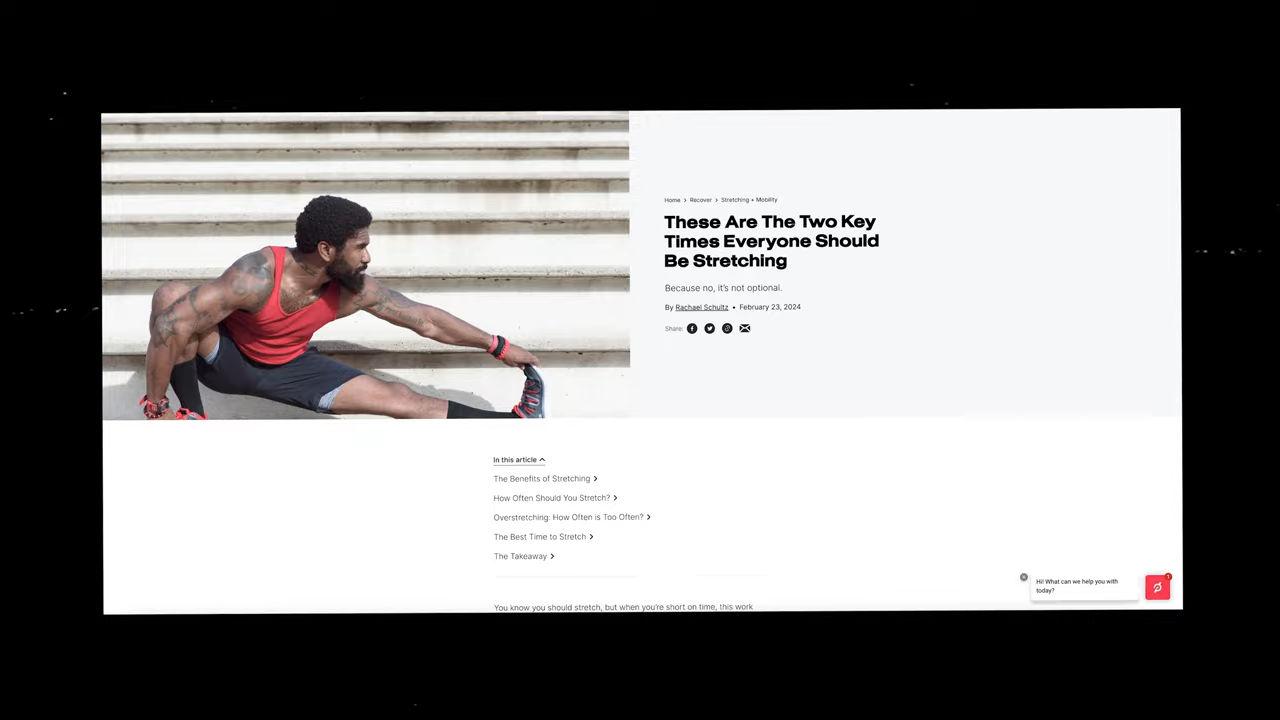 Home > Recover > Stretching + Mobility
These Are The Two Key
Times Everyone Should
Be Stretching
Because no, it's not optional.
By Rachael Schultz • February 23, 2024
Share:
In this article
The Benefits of Stretching >
How Often Should You Stretch? >
Overstretching: How Often is Too Often? >
The Best Time to Stretch >
The Takeaway >
You know you should stretch, but when you're short on time, this work
Hi! What can we help you with
today?
1